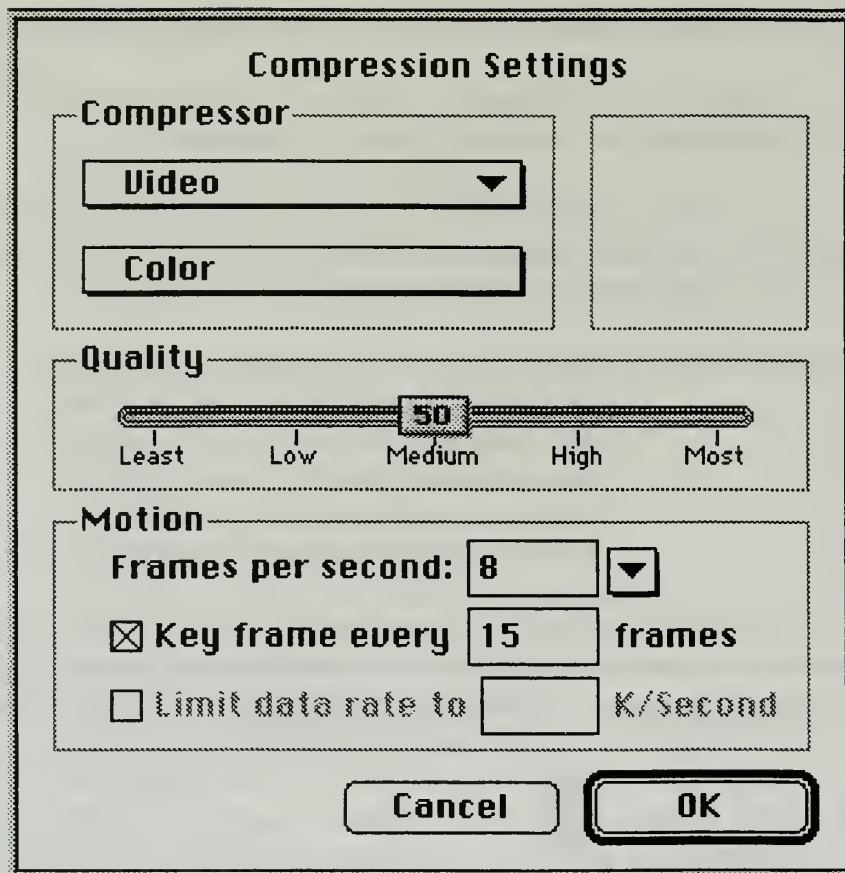 Compression Settings
Compressor
Video
Color
Quality
50
Least Low Medium High Most
Motion
Frames per second: 8
Key frame every 15 frames
Limit data rate to K/Second
Cancel OK